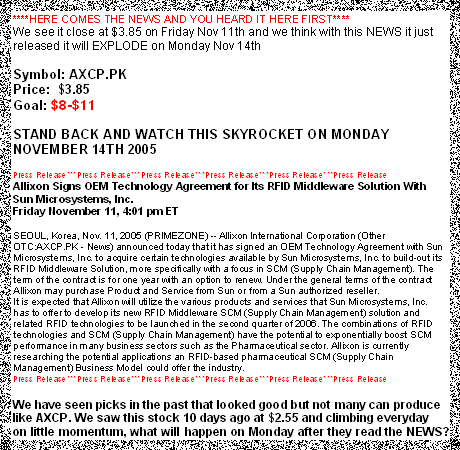 ****HERE COMES THE NEWS AND YOU HEARD IT HERE FIRST****
We see it close at $3.85 on Friday Nov 11th and we think with this NEWS it just
released it will EXPLODE on Monday Nov 14th
Symbol: AXCP.PK
Price: $3.85
Goal: $8-$11
STAND BACK AND WATCH THIS SKYROCKET ON MONDAY
NOVEMBER 14TH 2005
Press Release***Press Release***Press Release***Press Release***Press Release***Press Release
Allixon Signs OEM Technology Agreement for Its RFID Middleware Solution With
Sun Microsystems, Inc.
Friday November 11, 4:01 pm ET
SEOUL, Korea, Nov. 11, 2005 (PRIMEZONE) -- Allixon International Corporation (Other
OTC:AXCP.PK - News) announced today that it has signed an OEM Technology Agreement with Sun
Microsystems, Inc. to acquire certain technologies available by Sun Microsystems, Inc. to build-out its
RFID Middleware Solution, more specifically with a focus in SCM (Supply Chain Management). The
term of the contract is for one year with an option to renew. Under the general terms of the contract
Allixon may purchase Product and Service from Sun or from a Sun authorized reseller.
It is expected that Allixon will utilize the various products and services that Sun Microsystems, Inc.
has to offer to develop its new RFID Middleware SCM (Supply Chain Management) solution and
related RFID technologies to be launched in the second quarter of 2006. The combinations of RFID
technologies and SCM (Supply Chain Management) have the potential to exponentially boost SCM
performance in many business sectors such as the Pharmaceutical sector. Allixon is currently
researching the potential applications an RFID-based pharmaceutical SCM (Supply Chain
Management) Business Model could offer the industry.
Press Release***Press Release***Press Release***Press Release***Press Release***Press Release
We have seen picks in the past that looked good but not many can produce
like AXCP. We saw this stock 10 days ago at $2.55 and climbing everyday
on little momentum, what will happen on Monday after they read the NEWS?